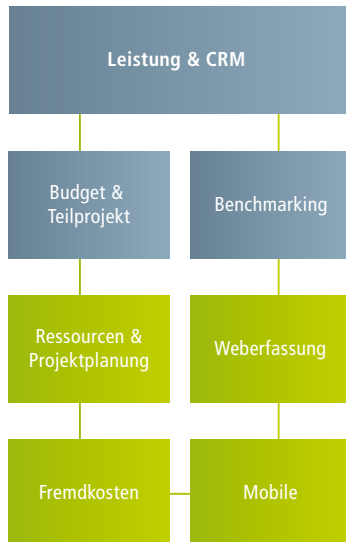 Leistung & CRM
Budget &
Teilprojekt
Benchmarking
Ressourcen &
Projektplanung
Weberfassung
Fremdkosten
Mobile